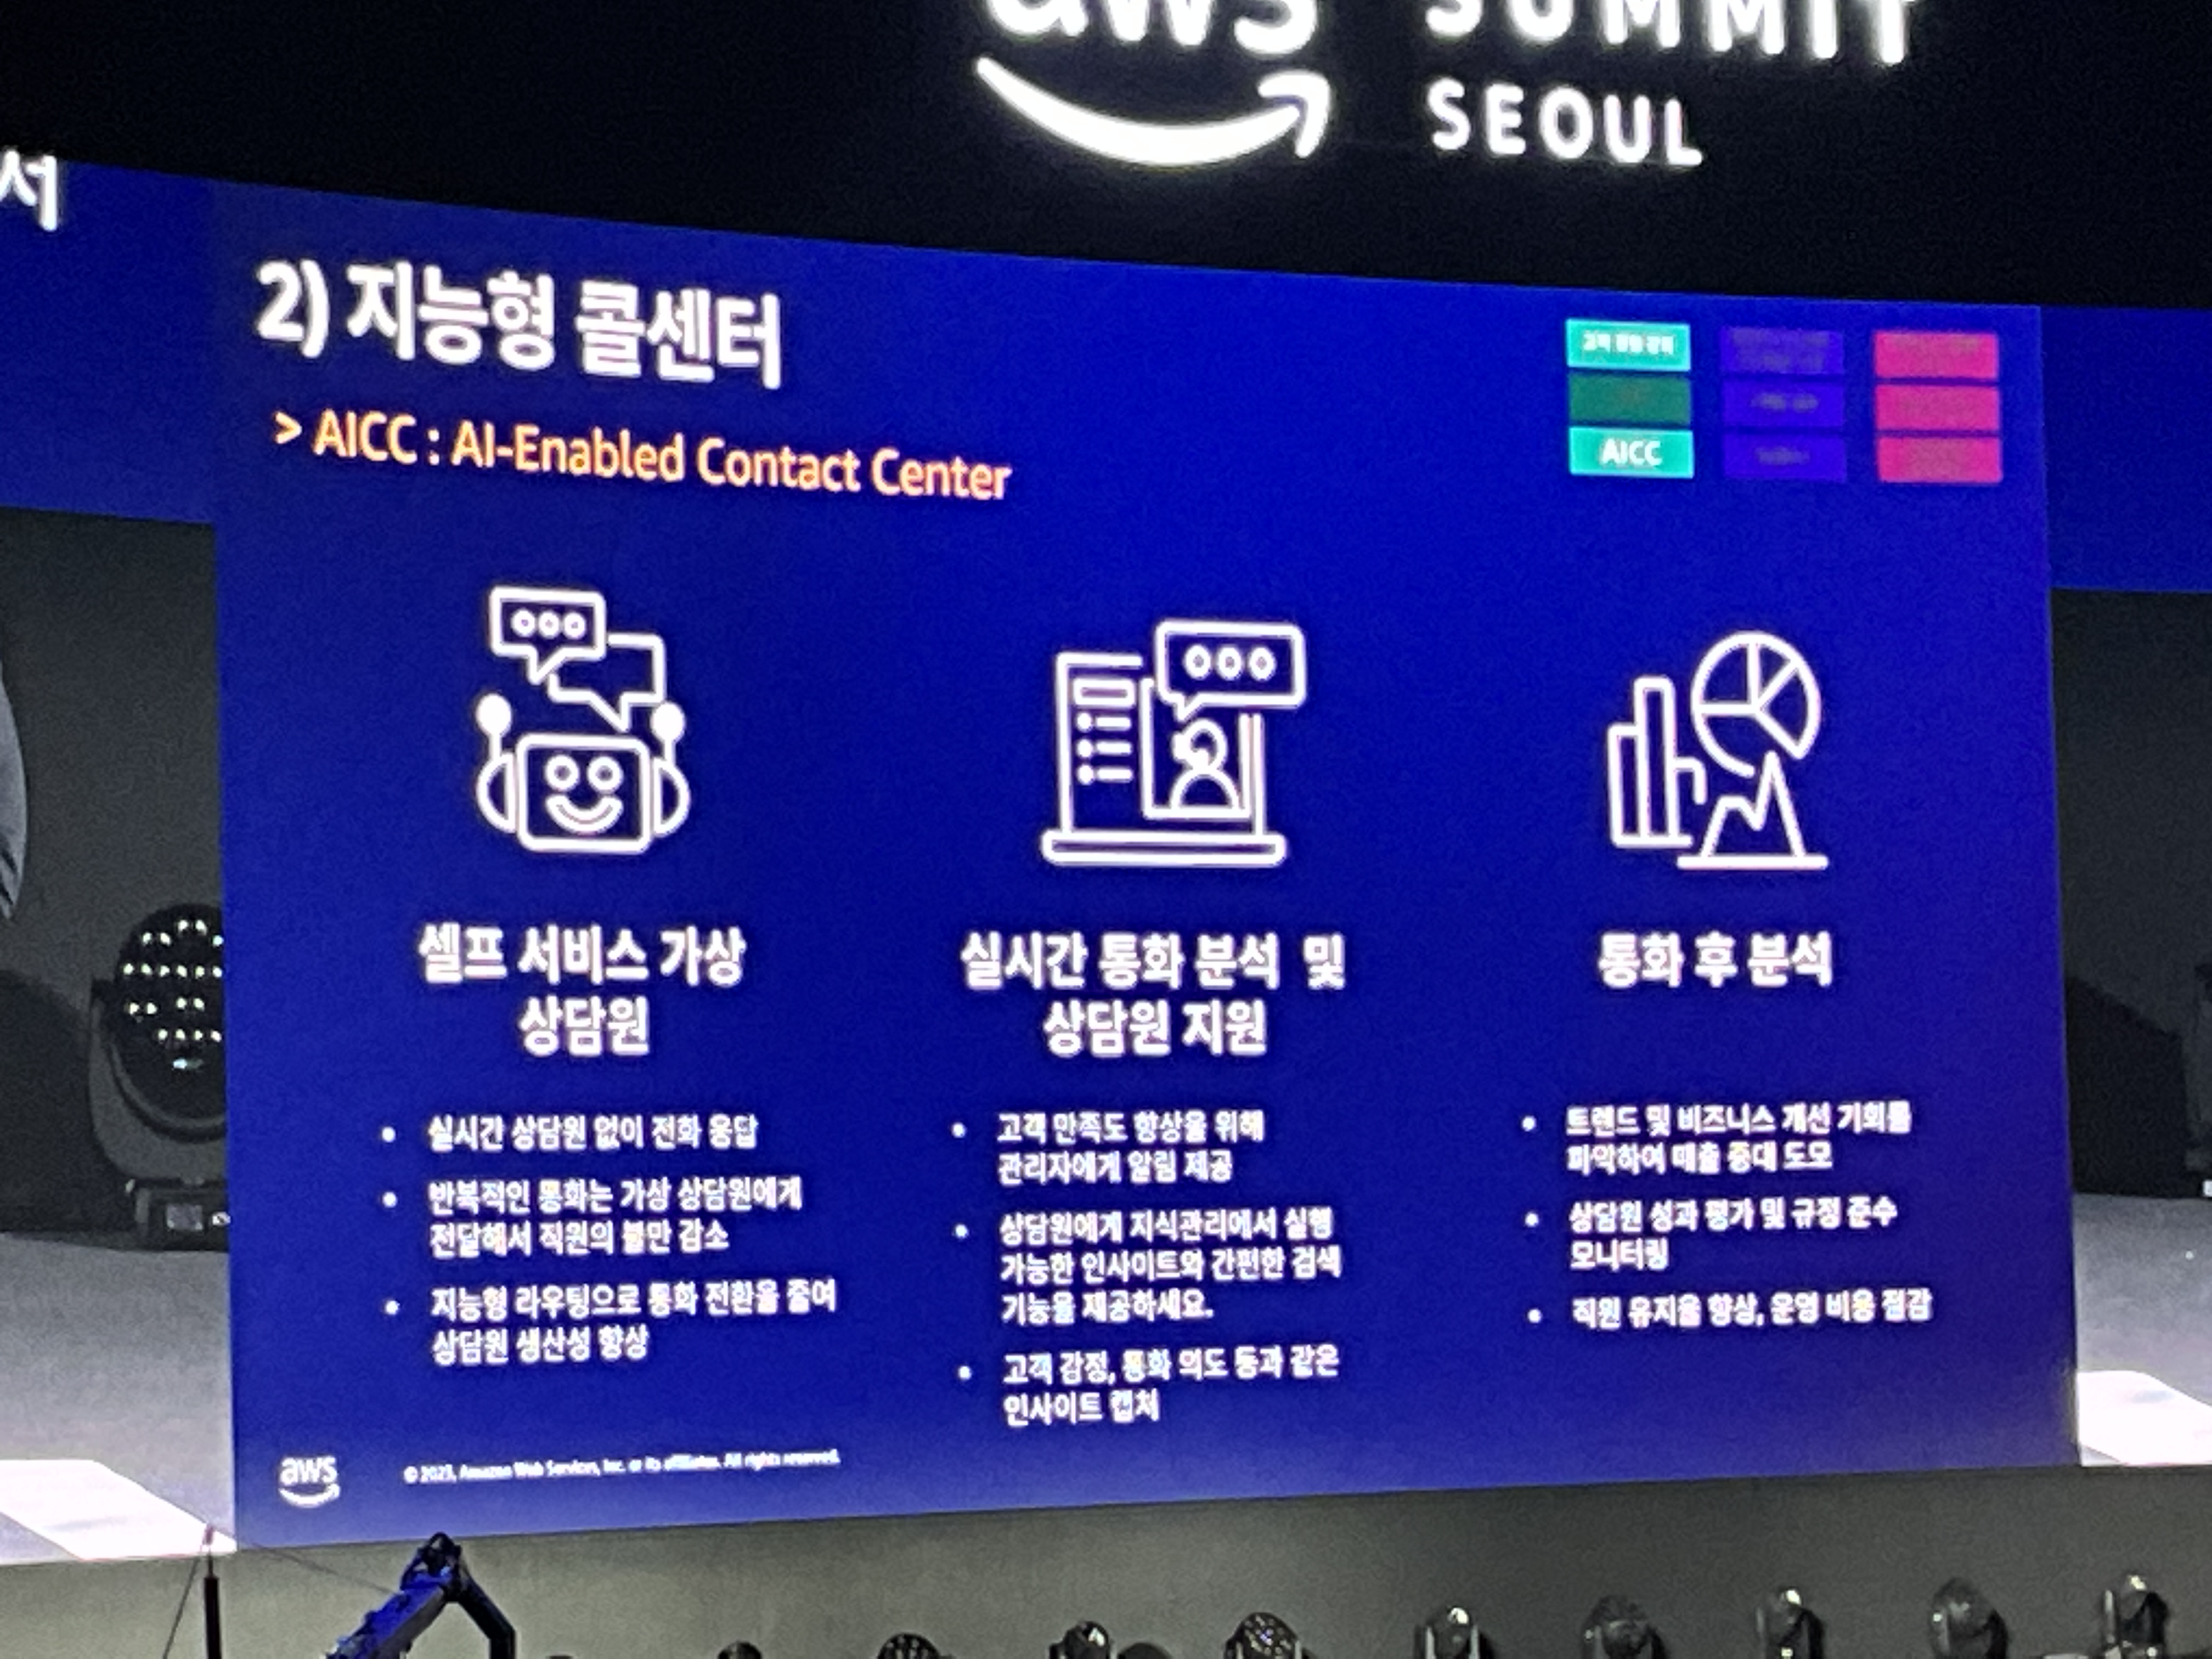 aws SUMMIT
SEOUL
서
2) 지능형 콜센터
> AICC : AI-Enabled Contact Center
고객 경험 강화
AICC
셀프 서비스 가상
상담원
실시간 상담원 없이 전화 응답
반복적인 통화는 가상 상담원에게
전달해서 직원의 불만 감소
지능형 라우팅으로 통화 전환을 줄여
상담원 생산성 향상
실시간 통화 분석 및
상담원 지원
고객 만족도 향상을 위해
관리자에게 알림 제공
상담원에게 지식관리에서 실행
가능한 인사이트와 간편한 검색
기능을 제공하세요.
고객 감정, 통화 의도 등과 같은
인사이트 캡처
통화 후 분석
트렌드 및 비즈니스 개선 기회를
파악하여 매출 증대 도모
상담원 성과 평가 및 규정 준수
모니터링
직원 유지율 향상, 운영 비용 절감
aws
© 2023, Amazon Web Services, Inc. or its affiliates. All rights reserved.